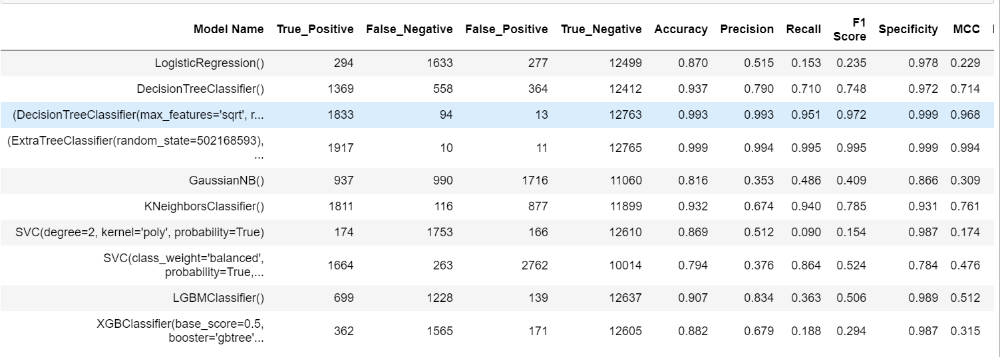 Model Name True_Positive False_Negative False_Positive True_Negative Accuracy Precision Recall F1 Score Specificity MCC
LogisticRegression() 294 1633 277 12499 0.870 0.515 0.153 0.235 0.978 0.229
DecisionTreeClassifier() 1369 558 364 12412 0.937 0.790 0.710 0.748 0.972 0.714
(DecisionTreeClassifier(max_features='sqrt', r... 1833 94 13 12763 0.993 0.993 0.951 0.972 0.999 0.968
(ExtraTreeClassifier(random_state=502168593), ... 1917 10 11 12765 0.999 0.994 0.995 0.995 0.999 0.994
GaussianNB() 937 990 1716 11060 0.816 0.353 0.486 0.409 0.866 0.309
KNeighborsClassifier() 1811 116 877 11899 0.932 0.674 0.940 0.785 0.931 0.761
SVC(degree=2, kernel='poly', probability=True) 174 1753 166 12610 0.869 0.512 0.090 0.154 0.987 0.174
SVC(class_weight='balanced', probability=True,... 1664 263 2762 10014 0.794 0.376 0.864 0.524 0.784 0.476
LGBMClassifier() 699 1228 139 12637 0.907 0.834 0.363 0.506 0.989 0.512
XGBClassifier(base_score=0.5, booster='gbtree'... 362 1565 171 12605 0.882 0.679 0.188 0.294 0.987 0.315